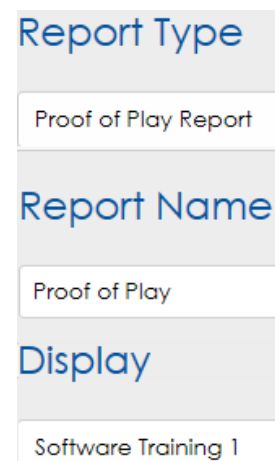 Report Type
Proof of Play Report
Report Name
Proof of Play
Display
Software Training 1